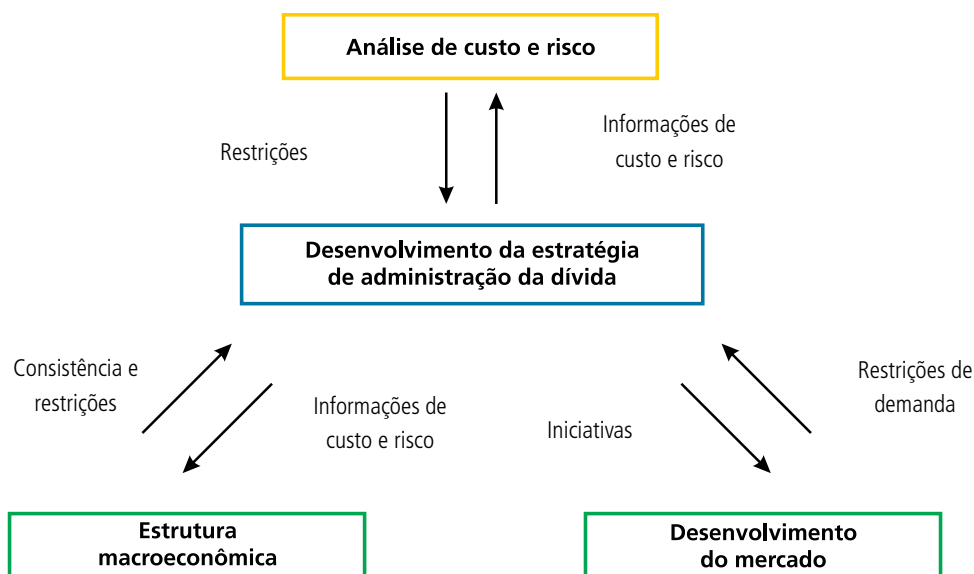 Análise de custo e risco
Restrições
Informações de
custo e risco
Desenvolvimento da estratégia
de administração da dívida
Consistência e
restrições
Informações de
custo e risco
Iniciativas
Restrições de
demanda
Estrutura
macroeconômica
Desenvolvimento
do mercado